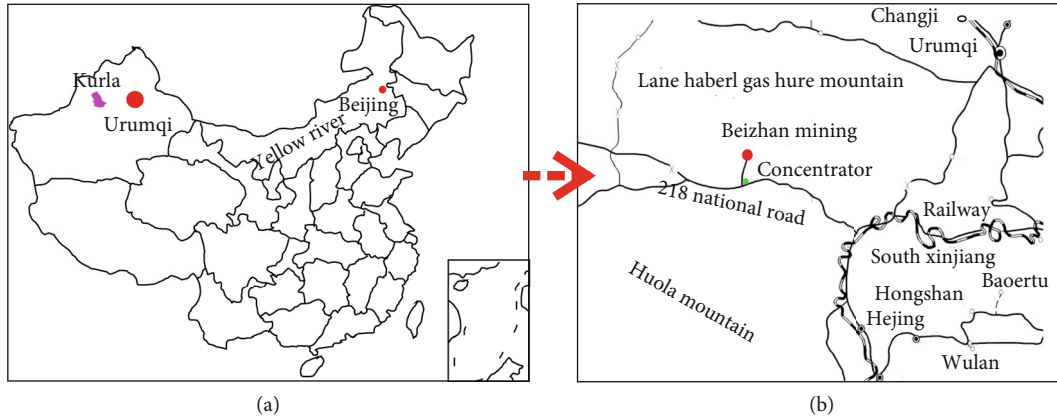 Kurla
Urumqi
Beijing
Yellow river
(a)
Changji
Urumqi
Lane haberl gas hure mountain
Beizhan mining
Concentrator
218 national road
Railway
South xinjiang
Huola mountain
Baoertu
Hongshan
Hejing
Wulan
(b)